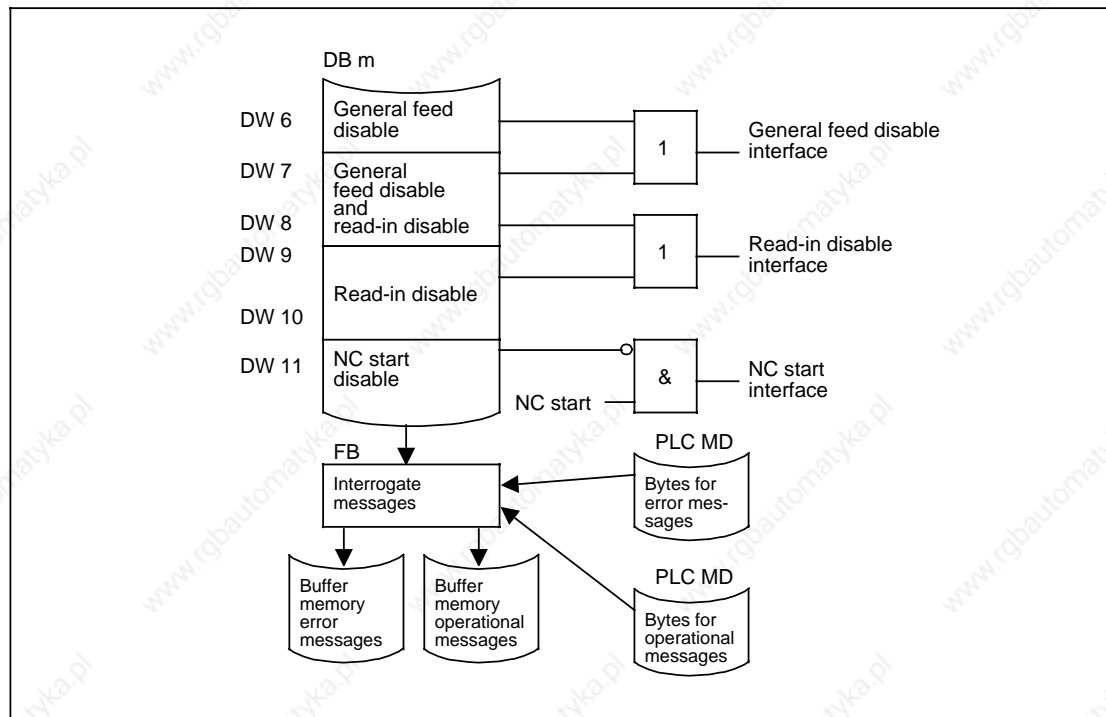 DB m
DW 6
General feed
disable
DW 7
General
feed disable
and
read-in disable
DW 8
DW 9
Read-in disable
DW 10
DW 11
NC start
disable
1
General feed disable
interface
1
Read-in disable
interface
&
NC start
interface
NC start
FB
Interrogate
messages
PLC MD
Bytes for
error mes-
sages
Buffer
memory
error
messages
Buffer
memory
operational
messages
PLC MD
Bytes for
operational
messages
www.rgbautomatyka.pl